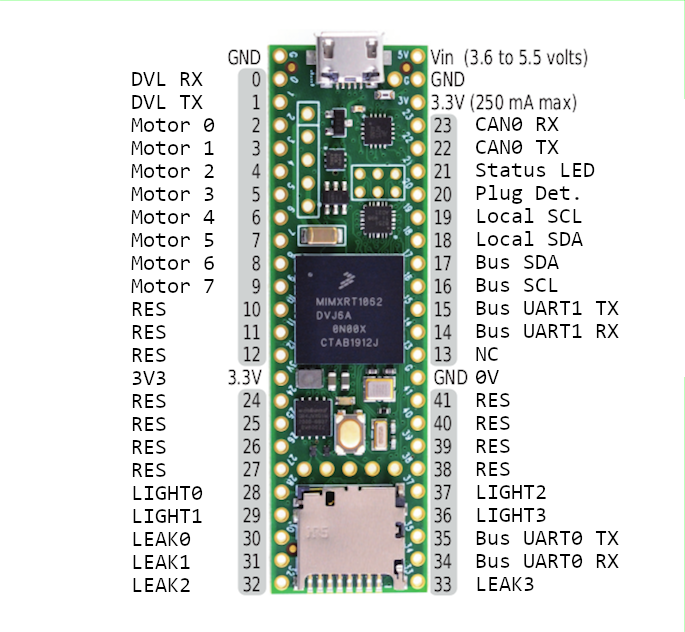 GND Vin (3.6 to 5.5 volts)
DVL RX 0 GND
DVL TX 1 3.3V (250 mA max)
Motor 0 2 23 CAN0 RX
Motor 1 3 22 CAN0 TX
Motor 2 4 21 Status LED
Motor 3 5 20 Plug Det.
Motor 4 6 19 Local SCL
Motor 5 7 18 Local SDA
Motor 6 8 17 Bus SDA
Motor 7 9 16 Bus SCL
RES 10 15 Bus UART1 TX
RES 11 14 Bus UART1 RX
RES 12 13 NC
3V3 3.3V GND 0V
RES 24 41 RES
RES 25 40 RES
RES 26 39 RES
RES 27 38 RES
LIGHT0 28 37 LIGHT2
LIGHT1 29 36 LIGHT3
LEAK0 30 35 Bus UART0 TX
LEAK1 31 34 Bus UART0 RX
LEAK2 32 33 LEAK3
5V
3V
MIMXRT1062
DVJ6A
0N00X
CTAB1912J